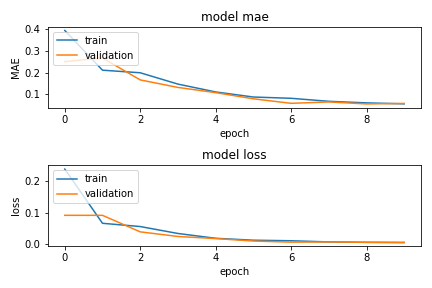 model mae
0.4
0.3
0.2
0.1
MAE
train
validation
0 2 4 6 8
epoch
model loss
0.2
0.1
0.0
loss
train
validation
0 2 4 6 8
epoch